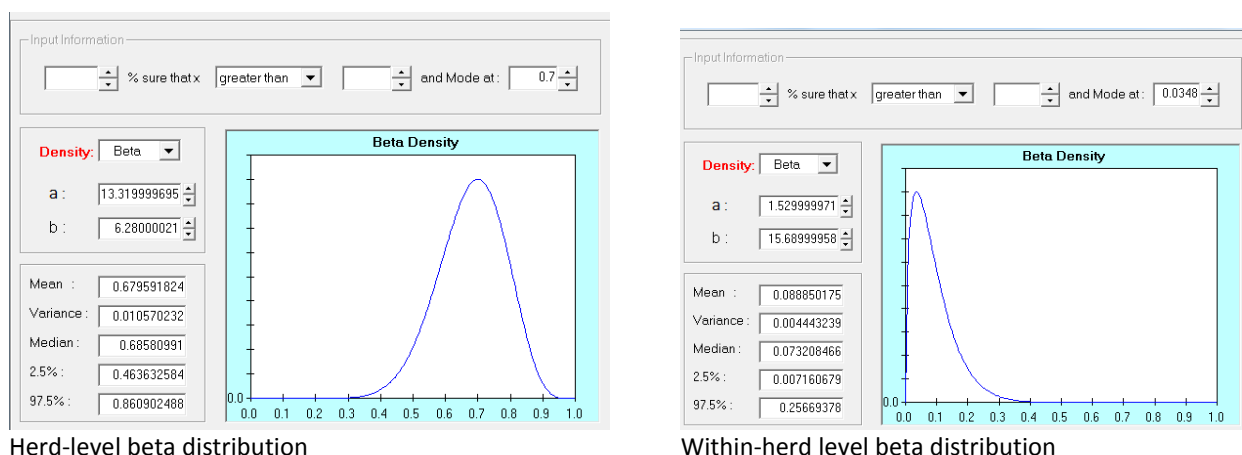 Input Information
% sure that x greater than and Mode at : 0.7
Density: Beta
a : 13.319999695
b : 6.28000021
Mean : 0.679591824
Variance : 0.010570232
Median : 0.68580991
2.5% : 0.463632584
97.5% : 0.860902488
Beta Density
0.0
0.0 0.1 0.2 0.3 0.4 0.5 0.6 0.7 0.8 0.9 1.0
Herd-level beta distribution
Input Information
% sure that x greater than and Mode at : 0.0348
Density: Beta
a : 1.529999971
b : 15.68999958
Mean : 0.088850175
Variance : 0.004443239
Median : 0.073208466
2.5% : 0.007160679
97.5% : 0.25669378
Beta Density
0.0
0.0 0.1 0.2 0.3 0.4 0.5 0.6 0.7 0.8 0.9 1.0
Within-herd level beta distribution